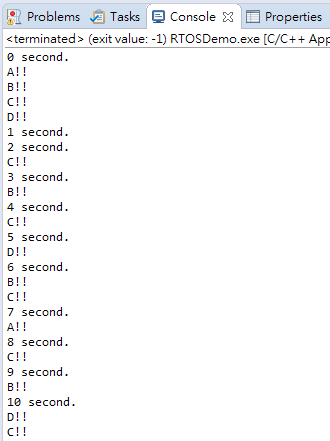 Problems Tasks Console Properties
<terminated> (exit value: -1) RTOSDemo.exe [C/C++ App
0 second.
A!!
B!!
C!!
D!!
1 second.
2 second.
C!!
3 second.
B!!
4 second.
C!!
5 second.
D!!
6 second.
B!!
C!!
7 second.
A!!
8 second.
C!!
9 second.
B!!
10 second.
D!!
C!!